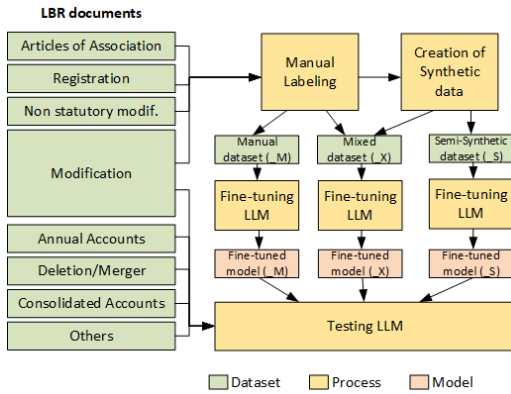 LBR documents
Articles of Association
Registration
Non statutory modif.
Modification
Annual Accounts
Deletion/Merger
Consolidated Accounts
Others
Manual
Labeling
Creation of
Synthetic
data
Manual
dataset (_M)
Mixed
dataset (_X)
Semi-Synthetic
dataset (_S)
Fine-tuning
LLM
Fine-tuning
LLM
Fine-tuning
LLM
Fine-tuned
model (_M)
Fine-tuned
model (_X)
Fine-tuned
model (_S)
Testing LLM
Dataset
Process
Model